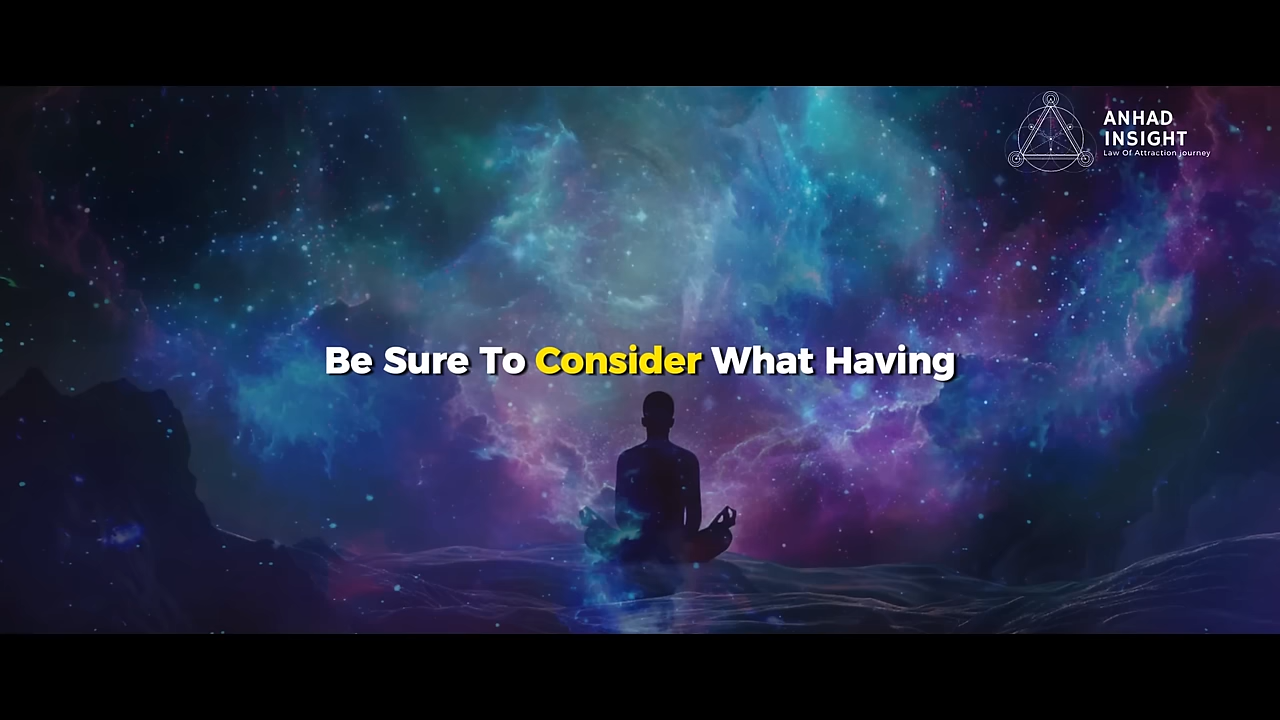 ANHAD
INSIGHT
Law Of Attraction journey
Be Sure To Consider What Having